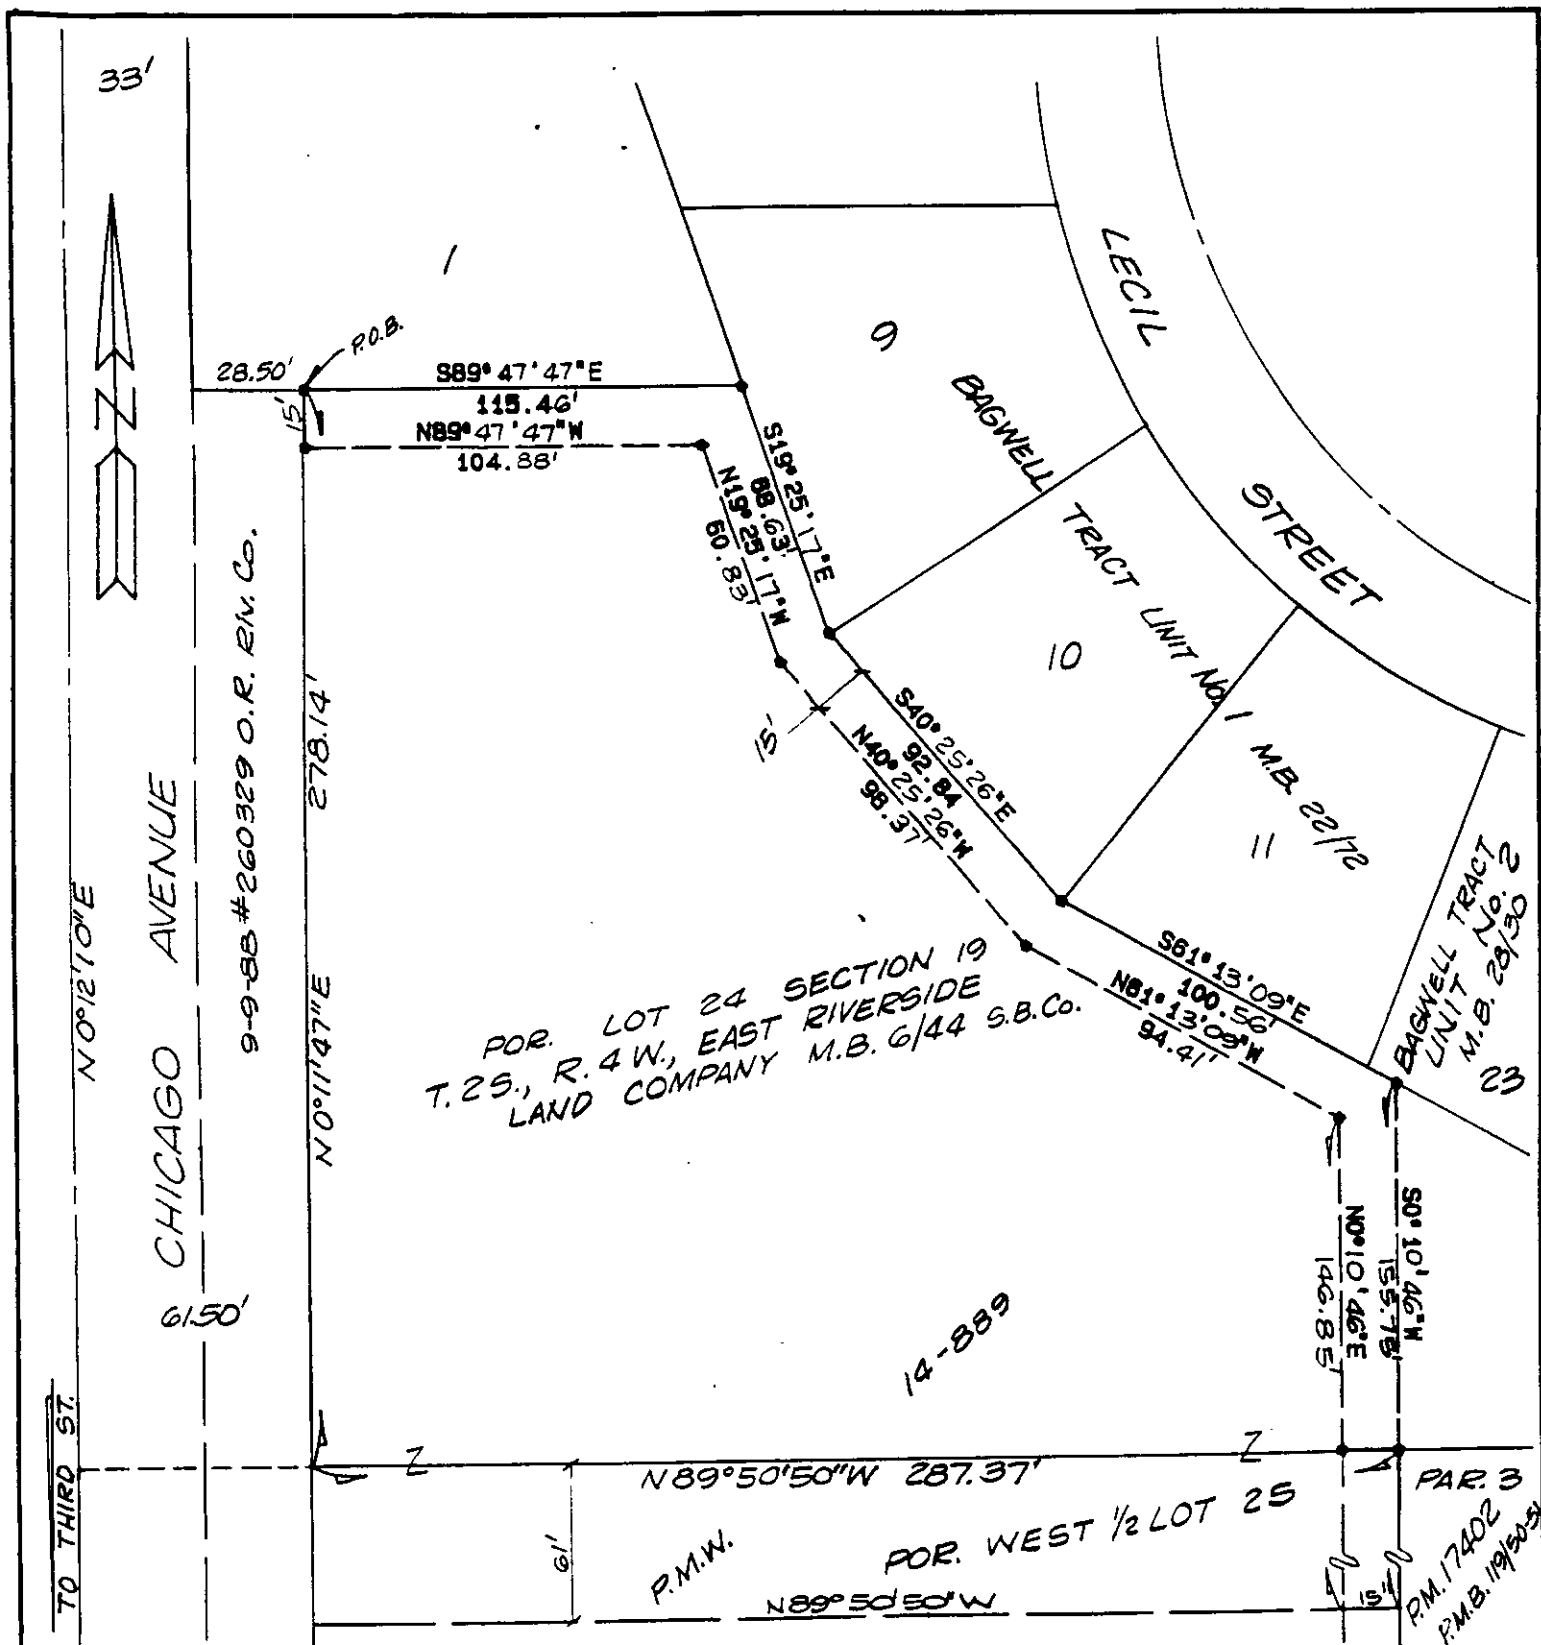 33'
1
P.O.B.
28.50'
S89°47'47"E
115.46'
15'
N89°47'47"W
104.88'
N
S19°25'17"E
68.63'
N19°25'17"W
60.83'
9
LECIL
STREET
BAGWELL TRACT UNIT No. 1 M.B. 22/72
10
11
15'
S40°25'26"E
92.84
N40°25'26"W
98.37'
S61°13'09"E
100.56'
N61°13'09"W
94.41'
BAGWELL TRACT
UNIT No. 2
M.B. 28/30
23
9-9-88 #260329 O.R. Riv. Co.
278.14'
N0°11'47"E
N0°12'10"E
CHICAGO AVENUE
61.50'
POR. LOT 24 SECTION 19
T.2S., R.4W., EAST RIVERSIDE
LAND COMPANY M.B. 6/44 S.B.Co.
S0°10'46"W
155.78'
N0°10'46"E
146.85'
14-889
TO THIRD ST.
N89°50'50"W 287.37'
PAR. 3
P.M. 17402
P.M.B. 119/50-51
61'
P.M.W.
POR. WEST 1/2 LOT 25
N89°50'50"W
15'